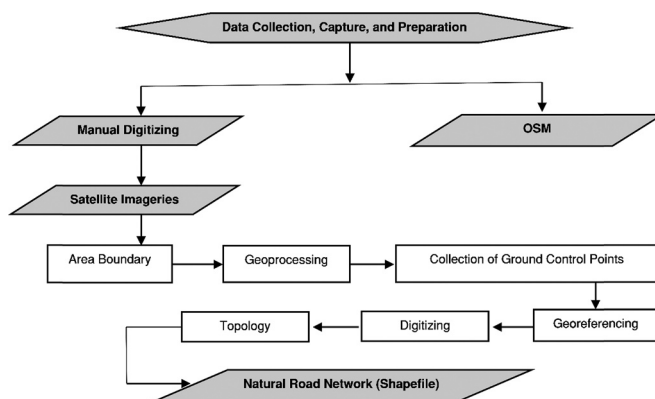 Data Collection, Capture, and Preparation
Manual Digitizing
OSM
Satellite Imageries
Area Boundary
Geoprocessing
Collection of Ground Control Points
Topology
Digitizing
Georeferencing
Natural Road Network (Shapefile)